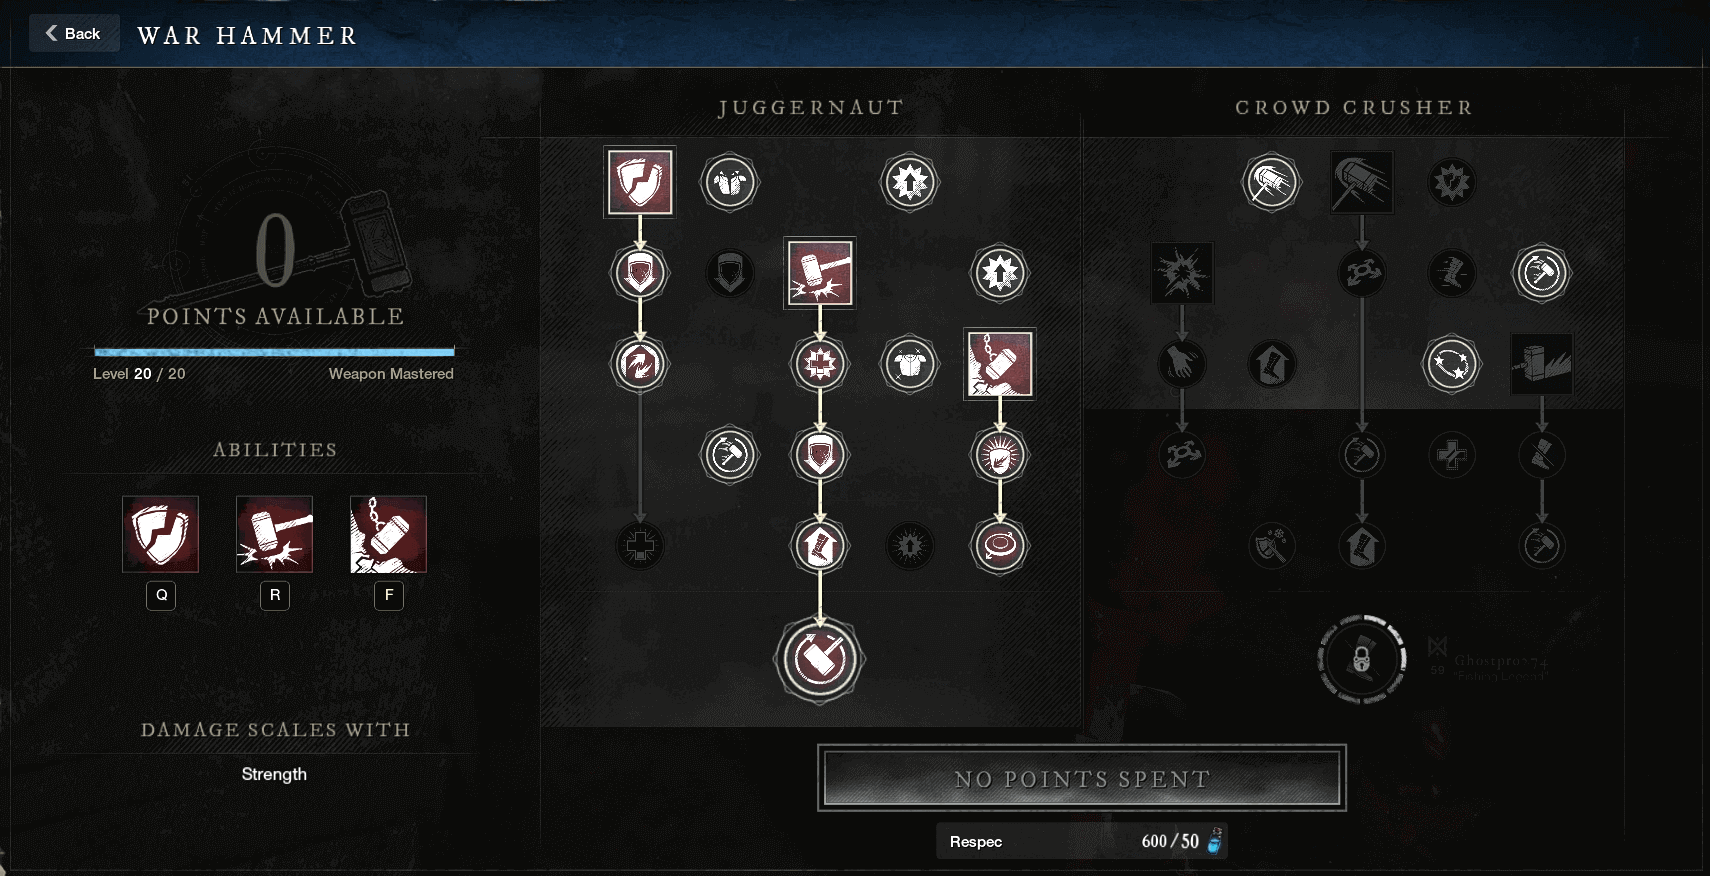 Back
WAR HAMMER
JUGGERNAUT
CROWD CRUSHER
0
POINTS AVAILABLE
Level 20 / 20
Weapon Mastered
ABILITIES
Q
R
F
DAMAGE SCALES WITH
Strength
59
NO POINTS SPENT
Respec
600 / 50